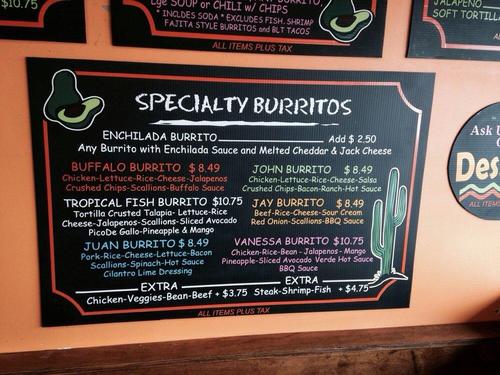 $10.75
Lge SOUP or CHILI w/ CHIPS
* INCLUDES SODA * EXCLUDES FISH, SHRIMP
FAJITA STYLE BURRITOS and BLT TACOS
ALL ITEMS PLUS TAX
JALAPENO
SOFT TORTILLA
SPECIALTY BURRITOS
ENCHILADA BURRITO Add $ 2.50
Any Burrito with Enchilada Sauce and Melted Cheddar & Jack Cheese
BUFFALO BURRITO $ 8.49
Chicken-Lettuce-Rice-Cheese-Jalapenos
Crushed Chips-Scallions-Buffalo Sauce
JOHN BURRITO $ 8.49
Chicken-Lettuce-Rice-Cheese-Salsa
Crushed Chips-Bacon-Ranch-Hot Sauce
TROPICAL FISH BURRITO $10.75
Tortilla Crusted Talapia- Lettuce-Rice
Cheese-Jalapenos-Scallions-Sliced Avocado
PicoDe Gallo-Pineapple & Mango
JAY BURRITO $ 8.49
Beef-Rice-Cheese-Sour Cream
Red Onion-Scallions-BBQ Sauce
JUAN BURRITO $ 8.49
Pork-Rice-Cheese-Lettuce-Bacon
Scallions-Spinach-Hot Sauce
Cilantro Lime Dressing
VANESSA BURRITO $10.75
Chicken-Rice-Bean - Jalapenos - Mango
Pineapple-Sliced Avocado Verde Hot Sauce
BBQ Sauce
EXTRA
Chicken-Veggies-Bean-Beef + $3.75
EXTRA
Steak-Shrimp-Fish + $4.75
ALL ITEMS PLUS TAX
Ask U
Des
ALL ITEMS